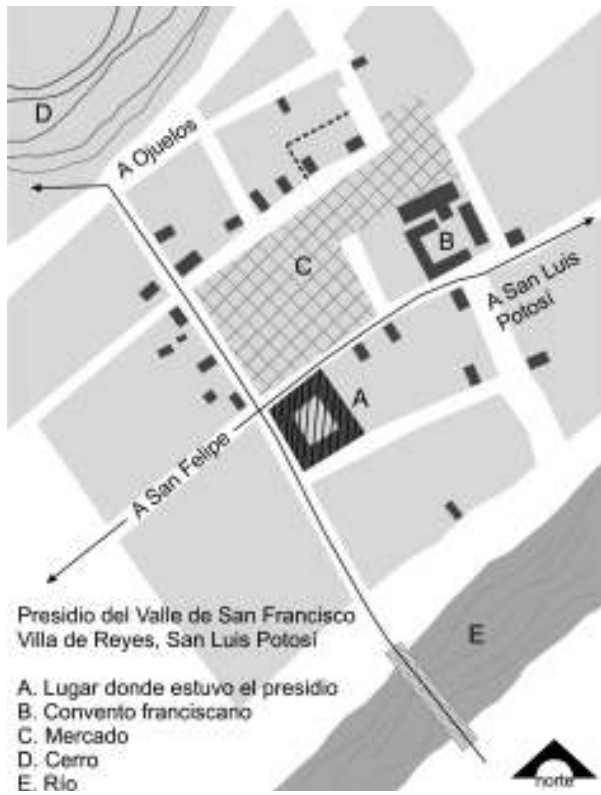 D
A Ojuelos
B
C
A San Luis
Potosí
A
A San Felipe
Presidio del Valle de San Francisco
Villa de Reyes, San Luis Potosí
E
A. Lugar donde estuvo el presidio
B. Convento franciscano
C. Mercado
D. Cerro
E. Río
norte